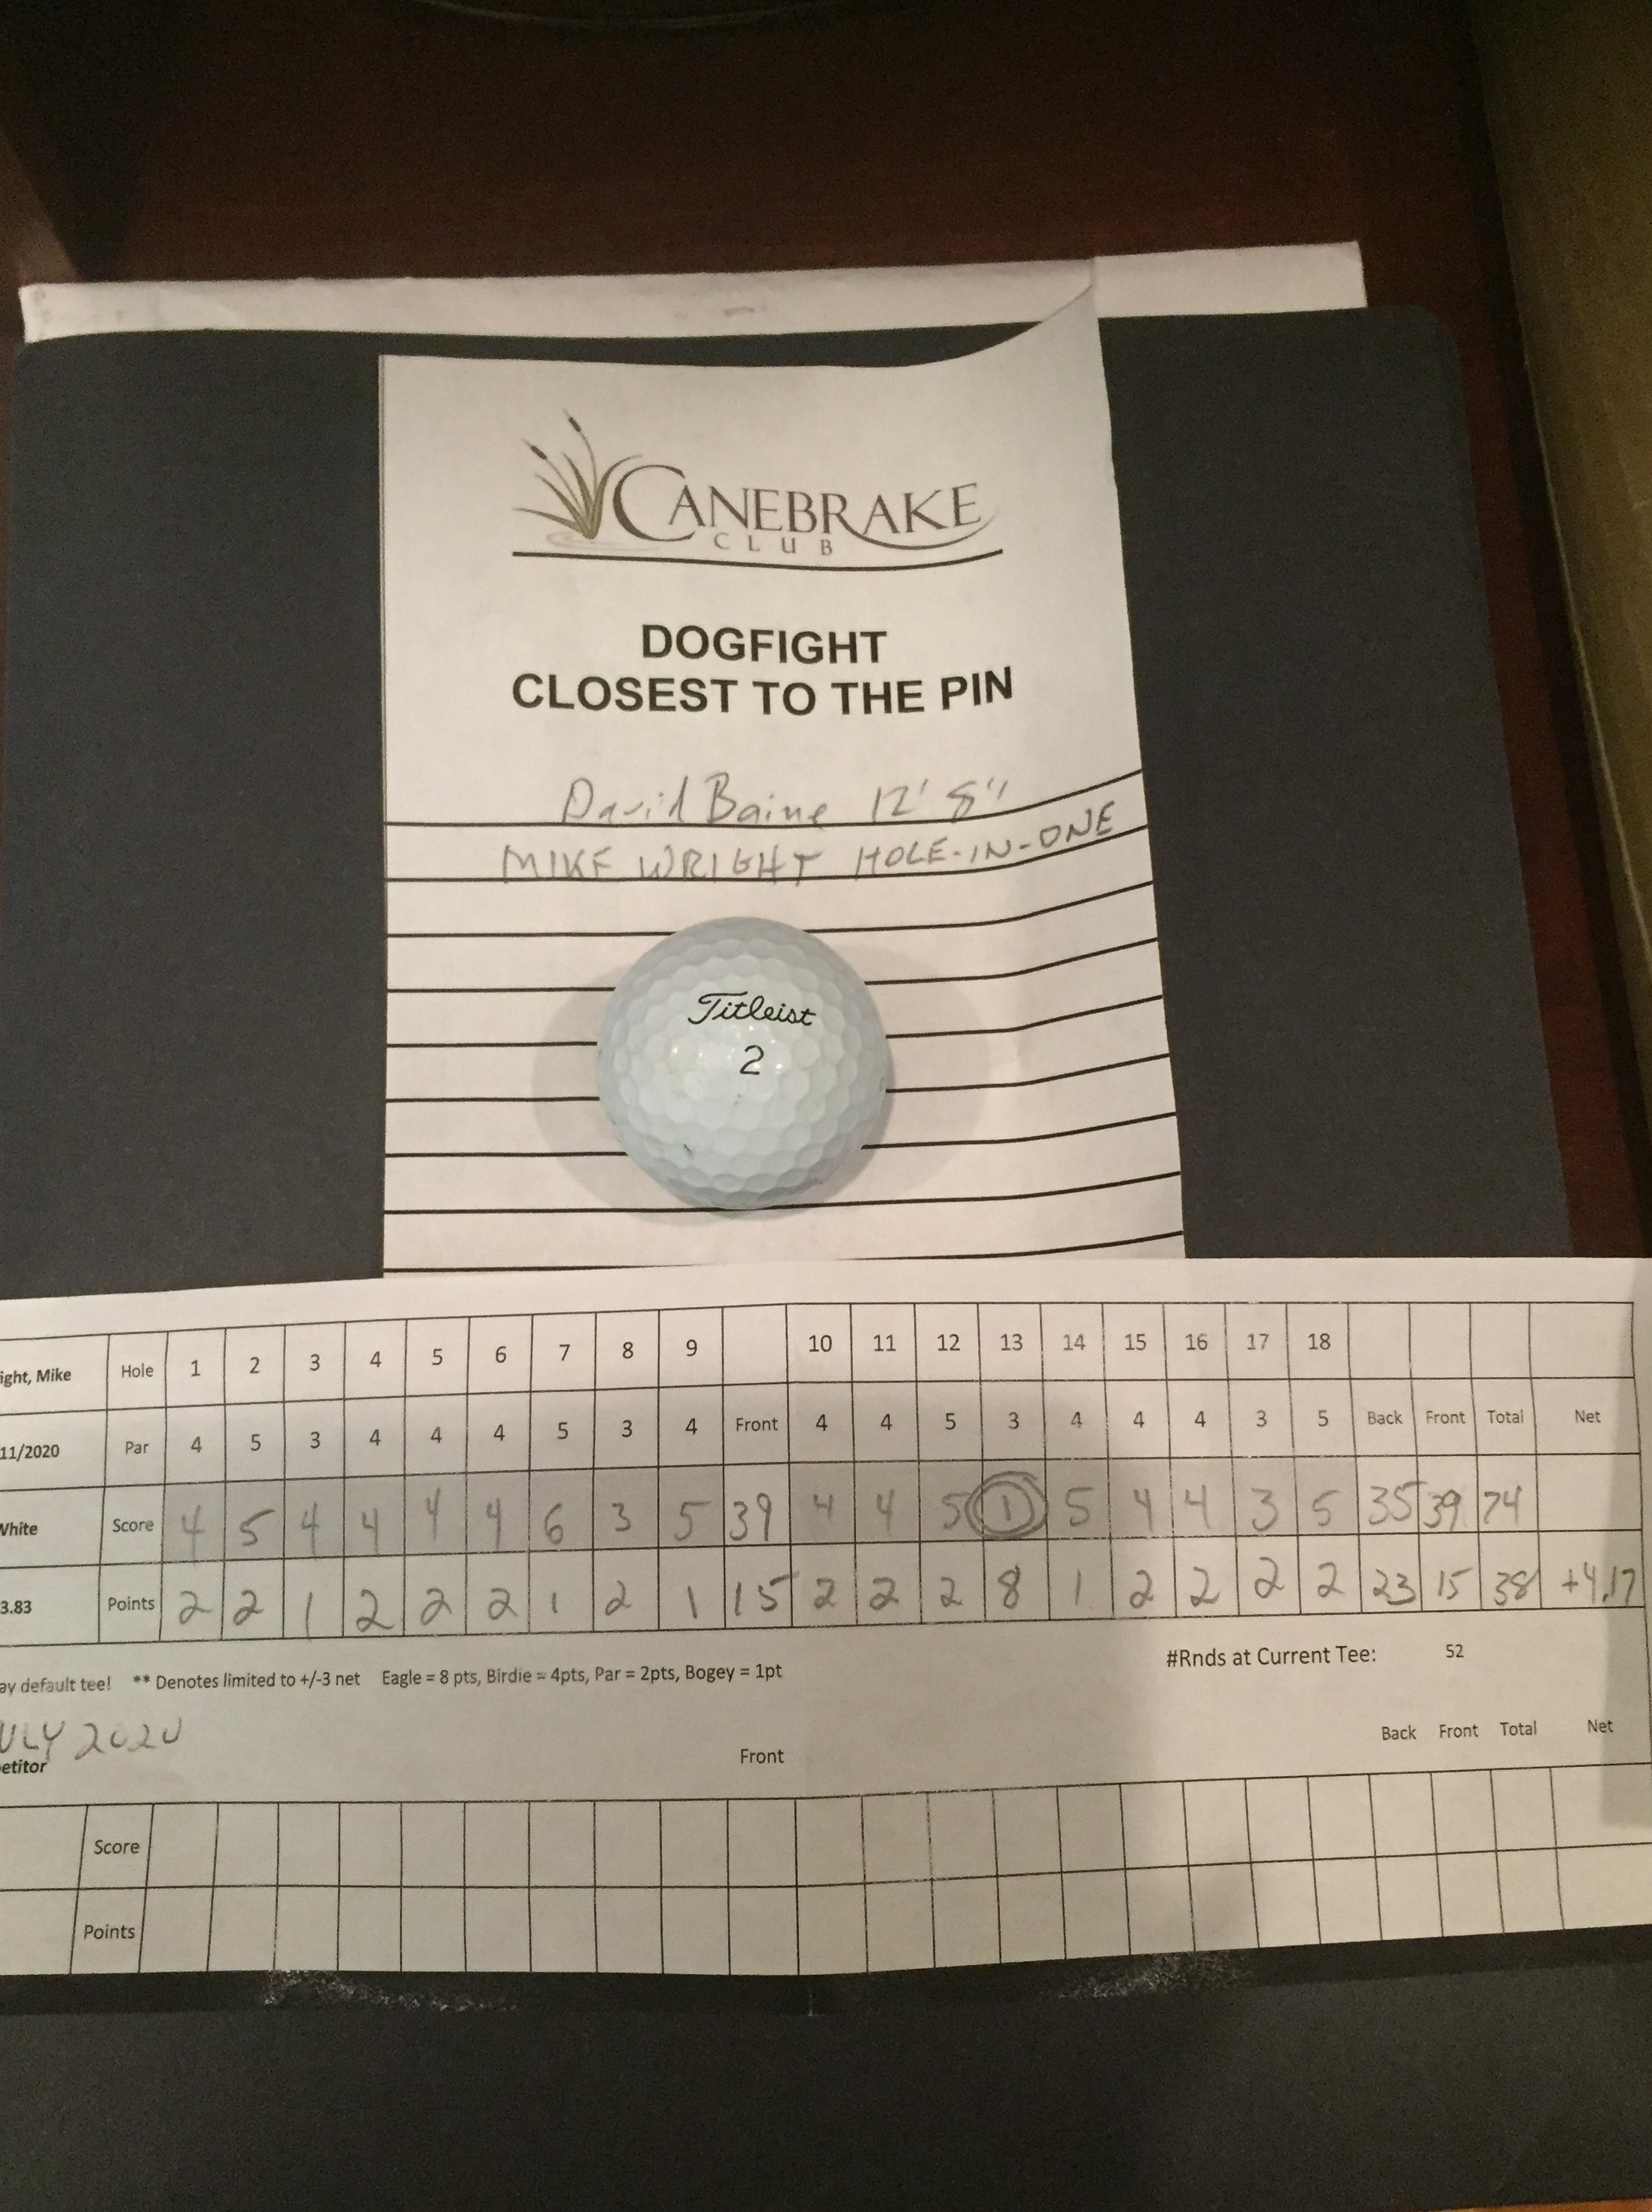 CANEBRAKE
CLUB
DOGFIGHT
CLOSEST TO THE PIN
David Baine 12' 8"
MIKE WRIGHT HOLE-IN-ONE
Titleist
2
ight, Mike Hole 1 2 3 4 5 6 7 8 9 10 11 12 13 14 15 16 17 18
11/2020 Par 4 5 3 4 4 4 5 3 4 Front 4 4 5 3 4 4 4 3 5 Back Front Total Net
White Score 4 5 4 4 4 4 6 3 5 39 4 4 5 1 5 4 4 3 5 35 39 74
3.83 Points 2 2 1 2 2 2 1 2 1 15 2 2 2 8 1 2 2 2 2 23 15 38 +4.17
#Rnds at Current Tee: 52
ay default tee! ** Denotes limited to +/-3 net Eagle = 8 pts, Birdie = 4pts, Par = 2pts, Bogey = 1pt
ULY 2020
etitor Front Back Front Total Net
Score
Points